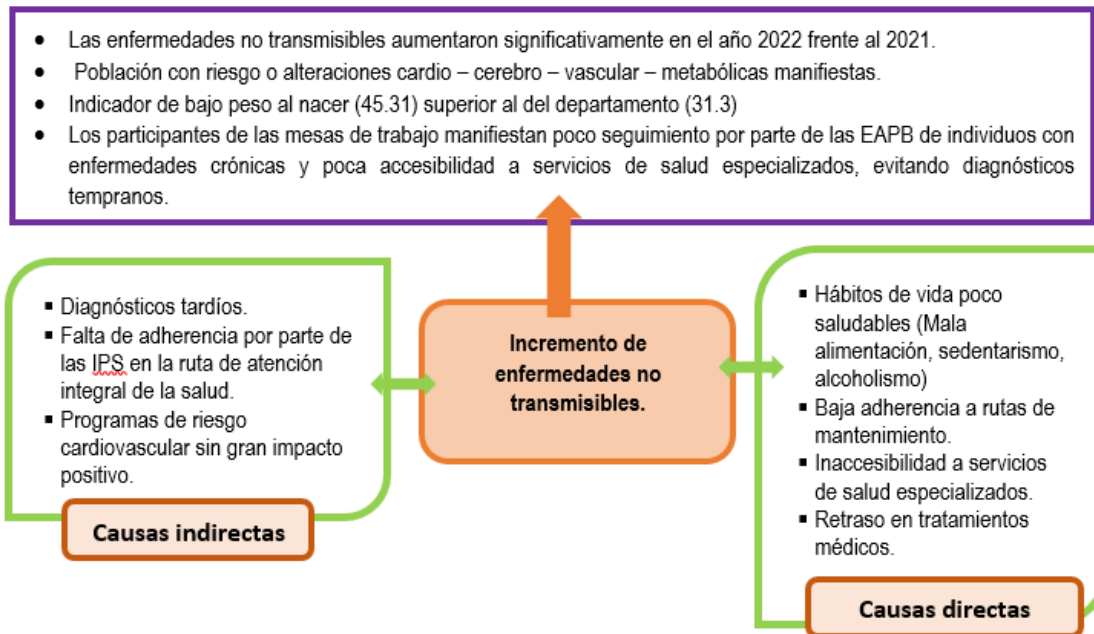 • Las enfermedades no transmisibles aumentaron significativamente en el año 2022 frente al 2021.
• Población con riesgo o alteraciones cardio – cerebro – vascular – metabólicas manifiestas.
• Indicador de bajo peso al nacer (45.31) superior al del departamento (31.3)
• Los participantes de las mesas de trabajo manifiestan poco seguimiento por parte de las EAPB de individuos con
enfermedades crónicas y poca accesibilidad a servicios de salud especializados, evitando diagnósticos
tempranos.
▪ Diagnósticos tardíos.
▪ Falta de adherencia por parte de
las IPS en la ruta de atención
integral de la salud.
▪ Programas de riesgo
cardiovascular sin gran impacto
positivo.
Causas indirectas
Incremento de
enfermedades no
transmisibles.
▪ Hábitos de vida poco
saludables (Mala
alimentación, sedentarismo,
alcoholismo)
▪ Baja adherencia a rutas de
mantenimiento.
▪ Inaccesibilidad a servicios
de salud especializados.
▪ Retraso en tratamientos
médicos.
Causas directas